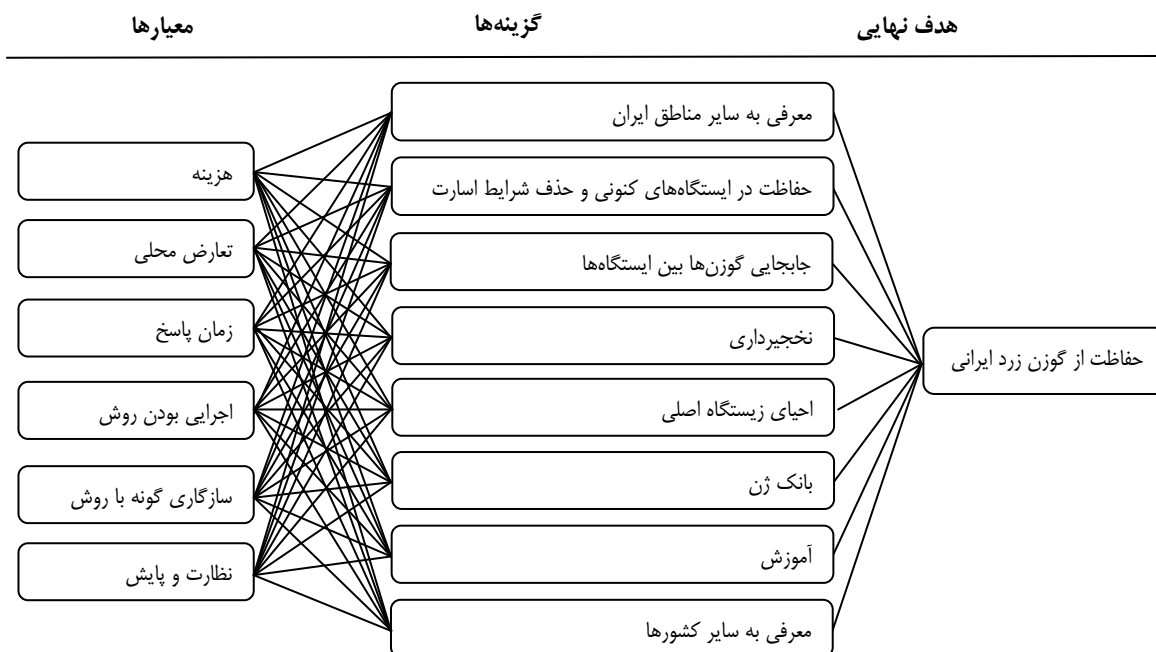 هدف نهایی
گزینه‌ها
معیارها
حفاظت از گوزن زرد ایرانی
معرفی به سایر مناطق ایران
حفاظت در ایستگاه‌های کنونی و حذف شرایط اسارت
جابجایی گوزن‌ها بین ایستگاه‌ها
نخجیرداری
احیای زیستگاه اصلی
بانک ژن
آموزش
معرفی به سایر کشورها
هزینه
تعارض محلی
زمان پاسخ
اجرایی بودن روش
سازگاری گونه با روش
نظارت و پایش